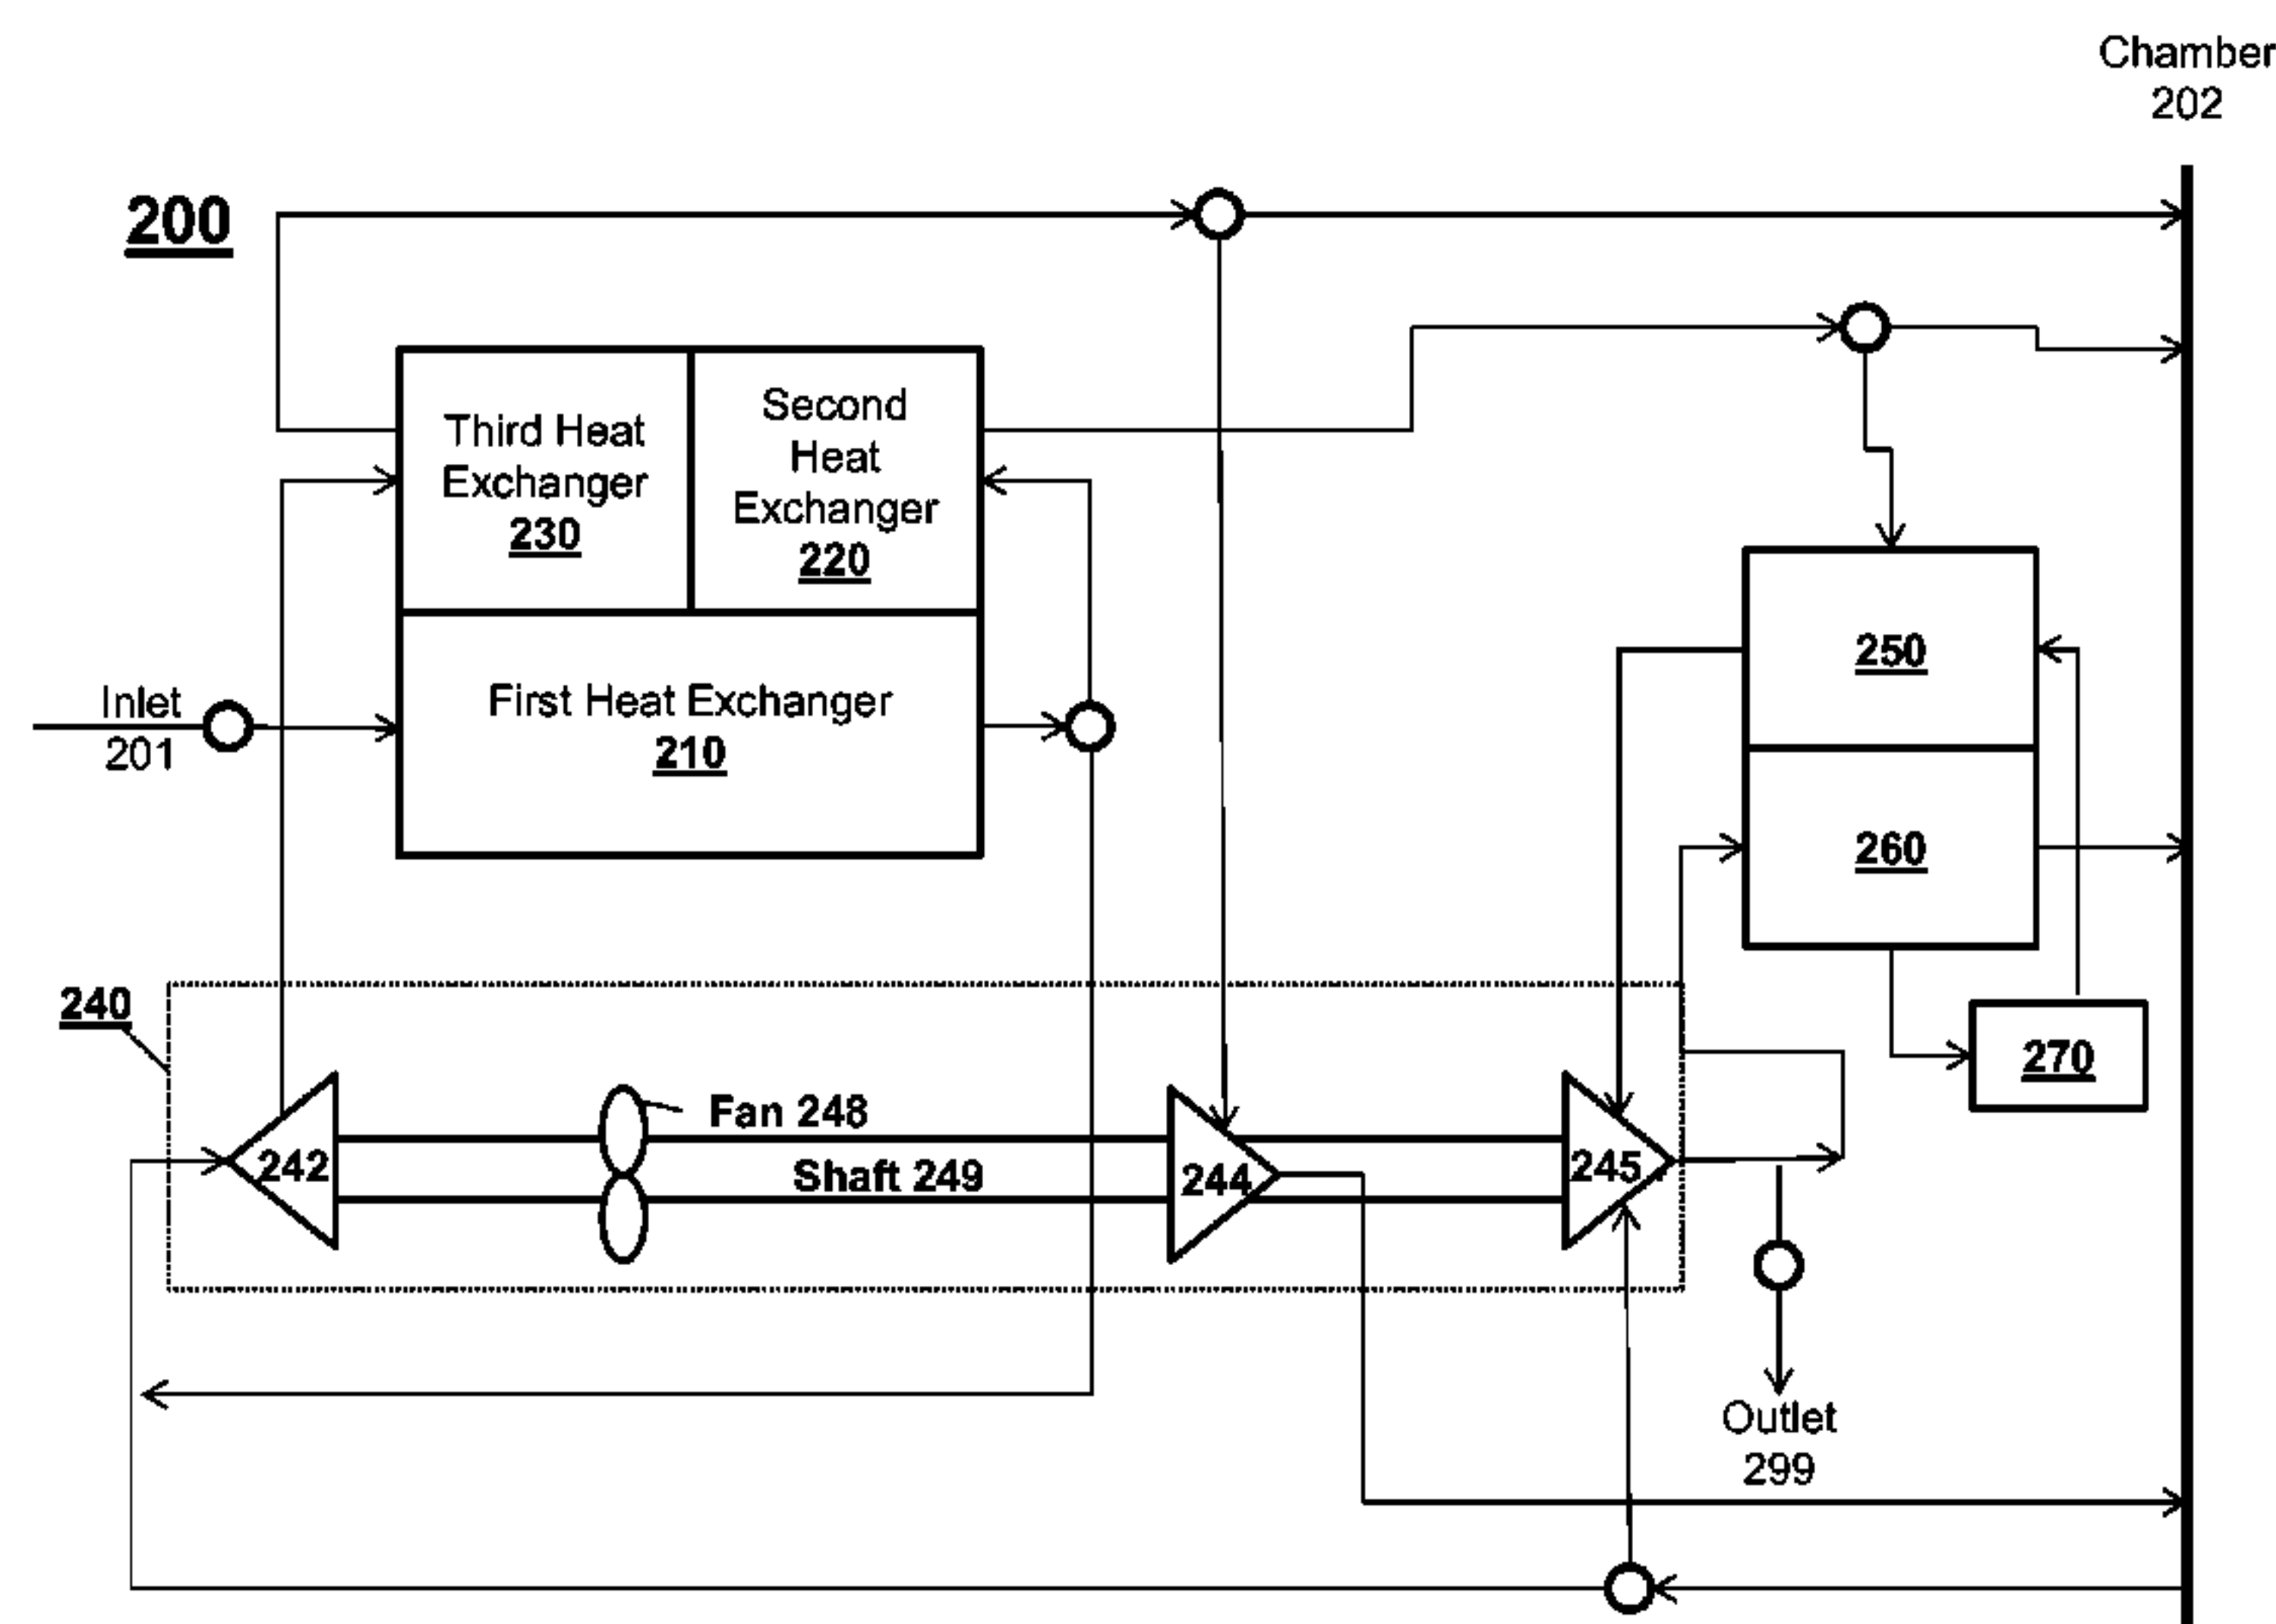 Chamber
202
200
Third Heat
Exchanger
230
Second
Heat
Exchanger
220
Inlet
201
First Heat Exchanger
210
250
260
270
240
242
Fan 248
Shaft 249
244
245
Outlet
299